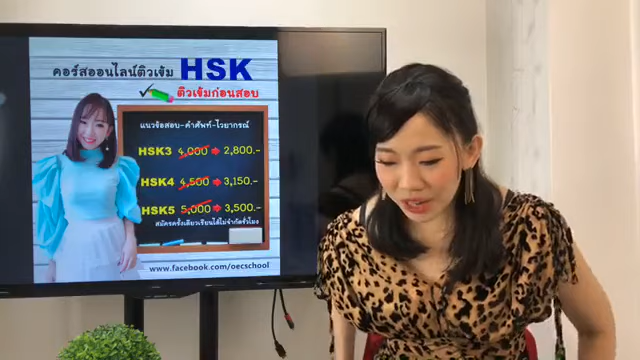 คอร์สออนไลน์ติวเข้ม HSK
ติวเข้มก่อนสอบ
แนวข้อสอบ-คำศัพท์-ไวยากรณ์
HSK3 4,000 2,800.-
HSK4 4,500 3,150.-
HSK5 5,000 3,500.-
สมัครครั้งเดียวเรียนได้ไม่จำกัดชั่วโมง
www.facebook.com/oecschool